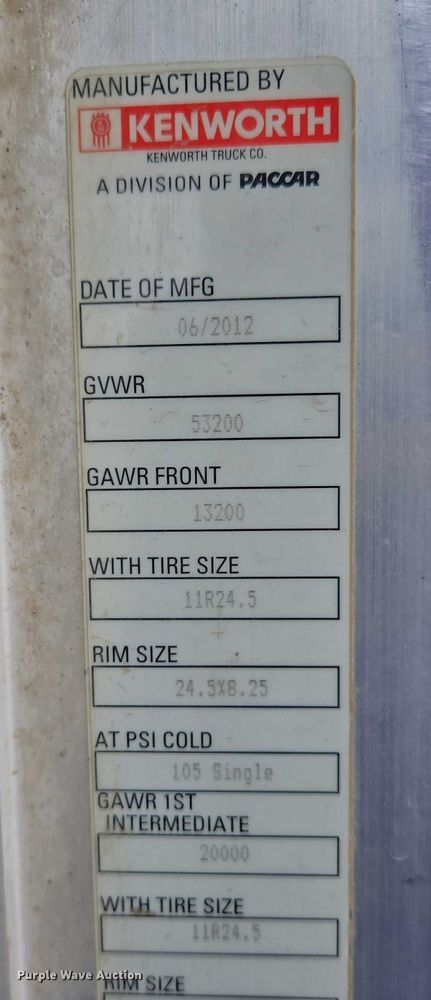 MANUFACTURED BY
KENWORTH
KENWORTH TRUCK CO.
A DIVISION OF PACCAR
DATE OF MFG
06/2012
GVWR
53200
GAWR FRONT
13200
WITH TIRE SIZE
11R24.5
RIM SIZE
24.5X8.25
AT PSI COLD
105 Single
GAWR 1ST
INTERMEDIATE
20000
WITH TIRE SIZE
11R24.5
RIM SIZE
Purple Wave Auction